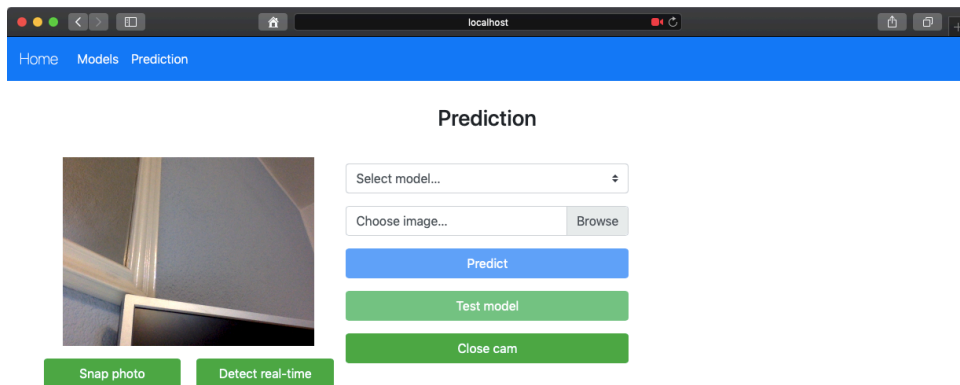 localhost
Home Models Prediction
Prediction
Select model...
Choose image... Browse
Predict
Test model
Close cam
Snap photo Detect real-time